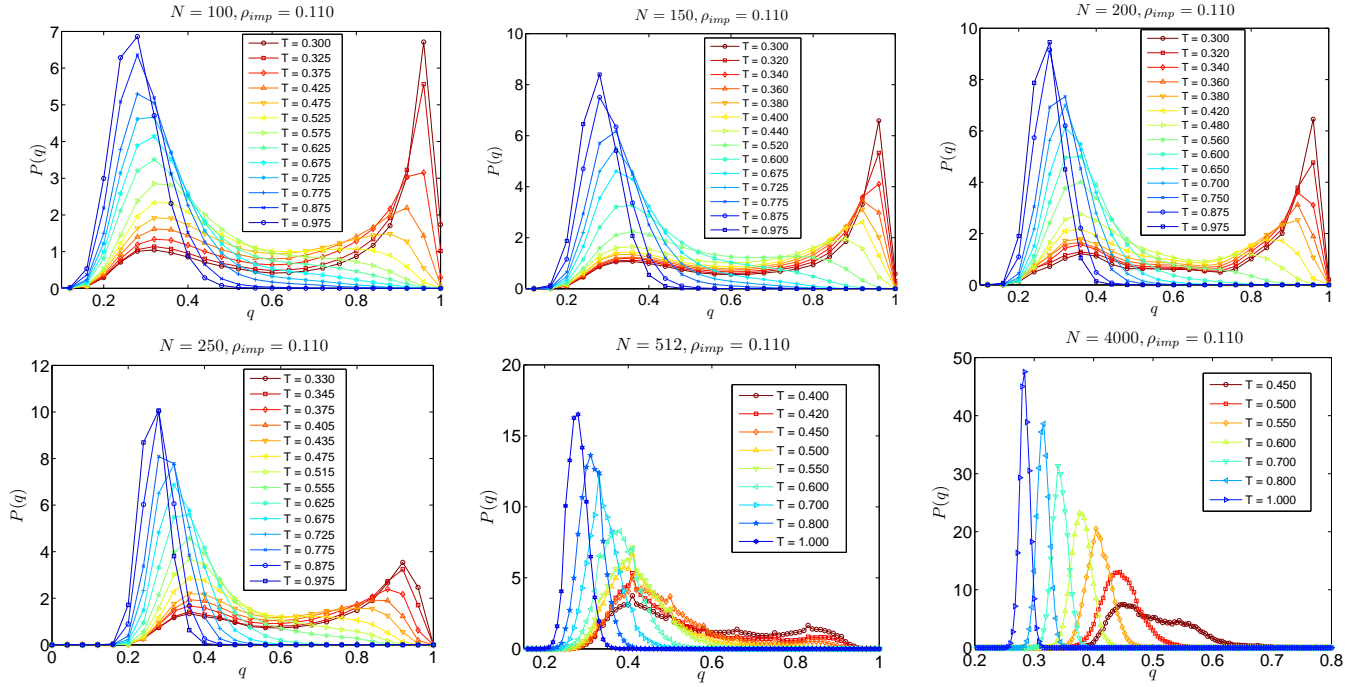 N = 100, ρ_imp = 0.110
P(q)
7
6
5
4
3
2
1
0
T = 0.300
T = 0.325
T = 0.375
T = 0.425
T = 0.475
T = 0.525
T = 0.575
T = 0.625
T = 0.675
T = 0.725
T = 0.775
T = 0.875
T = 0.975
0.2 0.4 0.6 0.8 1
q
N = 150, ρ_imp = 0.110
P(q)
10
8
6
4
2
0
T = 0.300
T = 0.320
T = 0.340
T = 0.360
T = 0.380
T = 0.400
T = 0.440
T = 0.520
T = 0.600
T = 0.675
T = 0.725
T = 0.775
T = 0.875
T = 0.975
0.2 0.4 0.6 0.8 1
q
N = 200, ρ_imp = 0.110
P(q)
10
8
6
4
2
0
T = 0.300
T = 0.320
T = 0.340
T = 0.360
T = 0.380
T = 0.420
T = 0.480
T = 0.560
T = 0.600
T = 0.650
T = 0.700
T = 0.750
T = 0.875
T = 0.975
0.2 0.4 0.6 0.8 1
q
N = 250, ρ_imp = 0.110
P(q)
12
10
8
6
4
2
0
T = 0.330
T = 0.345
T = 0.375
T = 0.405
T = 0.435
T = 0.475
T = 0.515
T = 0.555
T = 0.625
T = 0.675
T = 0.725
T = 0.775
T = 0.875
T = 0.975
0 0.2 0.4 0.6 0.8 1
q
N = 512, ρ_imp = 0.110
P(q)
20
15
10
5
0
T = 0.400
T = 0.420
T = 0.450
T = 0.500
T = 0.550
T = 0.600
T = 0.700
T = 0.800
T = 1.000
0.2 0.4 0.6 0.8 1
q
N = 4000, ρ_imp = 0.110
P(q)
50
40
30
20
10
0
T = 0.450
T = 0.500
T = 0.550
T = 0.600
T = 0.700
T = 0.800
T = 1.000
0.2 0.3 0.4 0.5 0.6 0.7 0.8
q